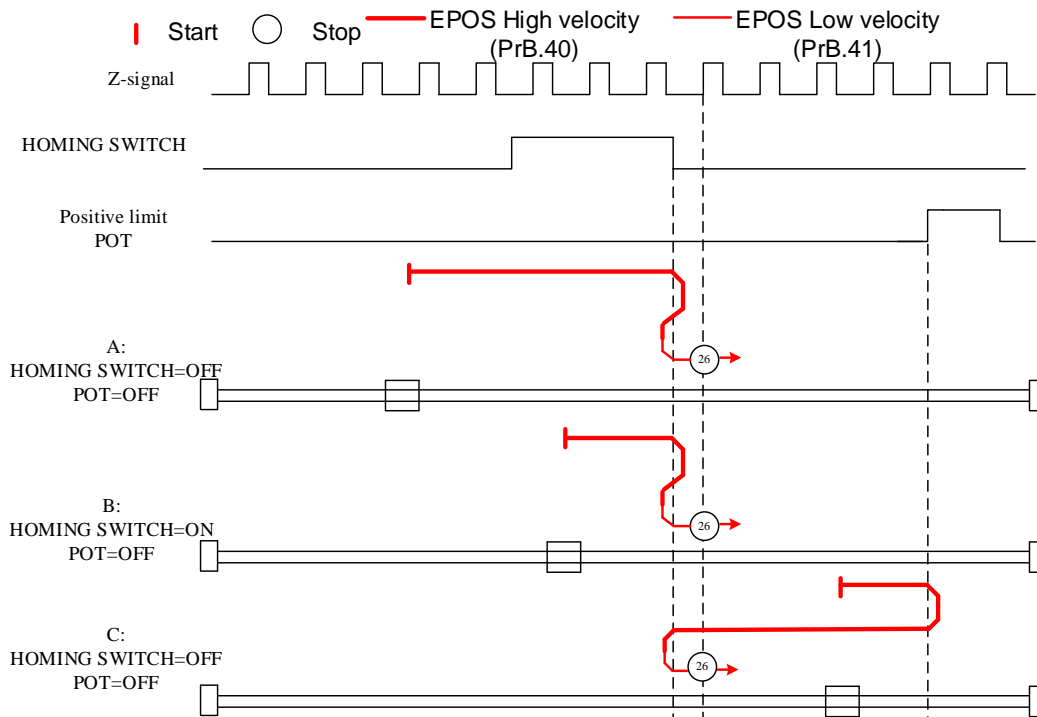 Start Stop EPOS High velocity EPOS Low velocity
(PrB.40) (PrB.41)
Z-signal
HOMING SWITCH
Positive limit
POT
A:
HOMING SWITCH=OFF
POT=OFF
26
B:
HOMING SWITCH=ON
POT=OFF
26
C:
HOMING SWITCH=OFF
POT=OFF
26